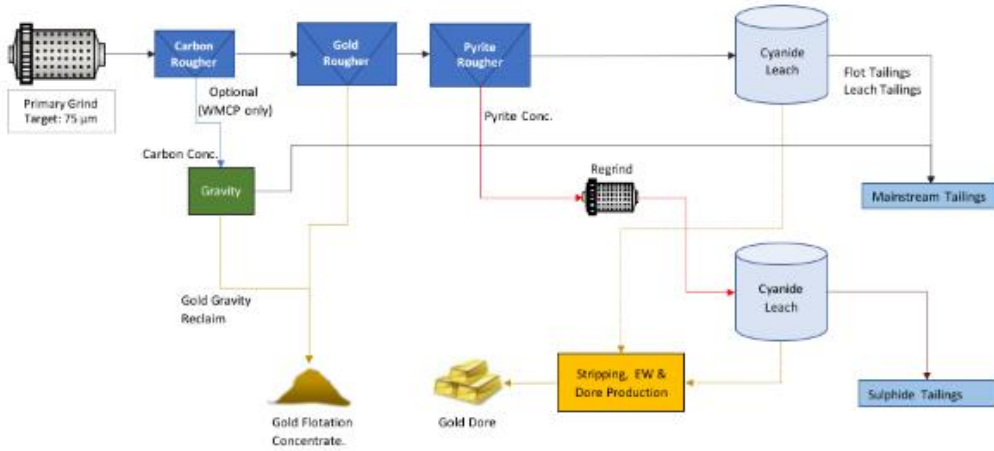 Carbon
Rougher
Gold
Rougher
Pyrite
Rougher
Cyanide
Leach
Primary Grind
Target: 75 µm
Optional
(WMCP only)
Flot Tailings
Leach Tailings
Pyrite Conc.
Carbon Conc.
Regrind
Gravity
Mainstream Tailings
Gold Gravity
Reclaim
Cyanide
Leach
Stripping, EW &
Dore Production
Sulphide Tailings
Gold Flotation
Concentrate.
Gold Dore